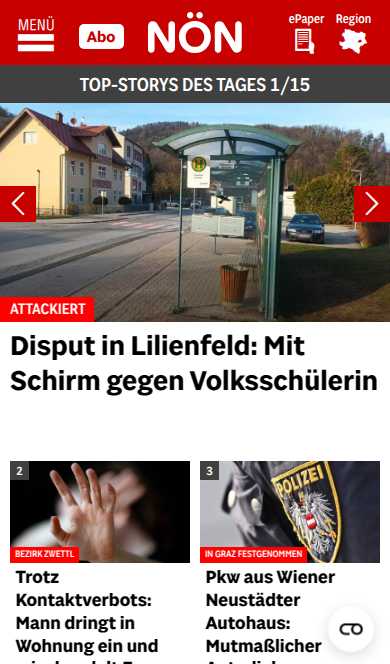 MENÜ
Abo
NÖN
ePaper
Region
TOP-STORYS DES TAGES 1/15
H
ATTACKIERT
Disput in Lilienfeld: Mit
Schirm gegen Volksschülerin
2
BEZIRK ZWETTL
Trotz
Kontaktverbots:
Mann dringt in
Wohnung ein und
3
POLIZEI
IN GRAZ FESTGENOMMEN
Pkw aus Wiener
Neustädter
Autohaus:
Mutmaßlicher